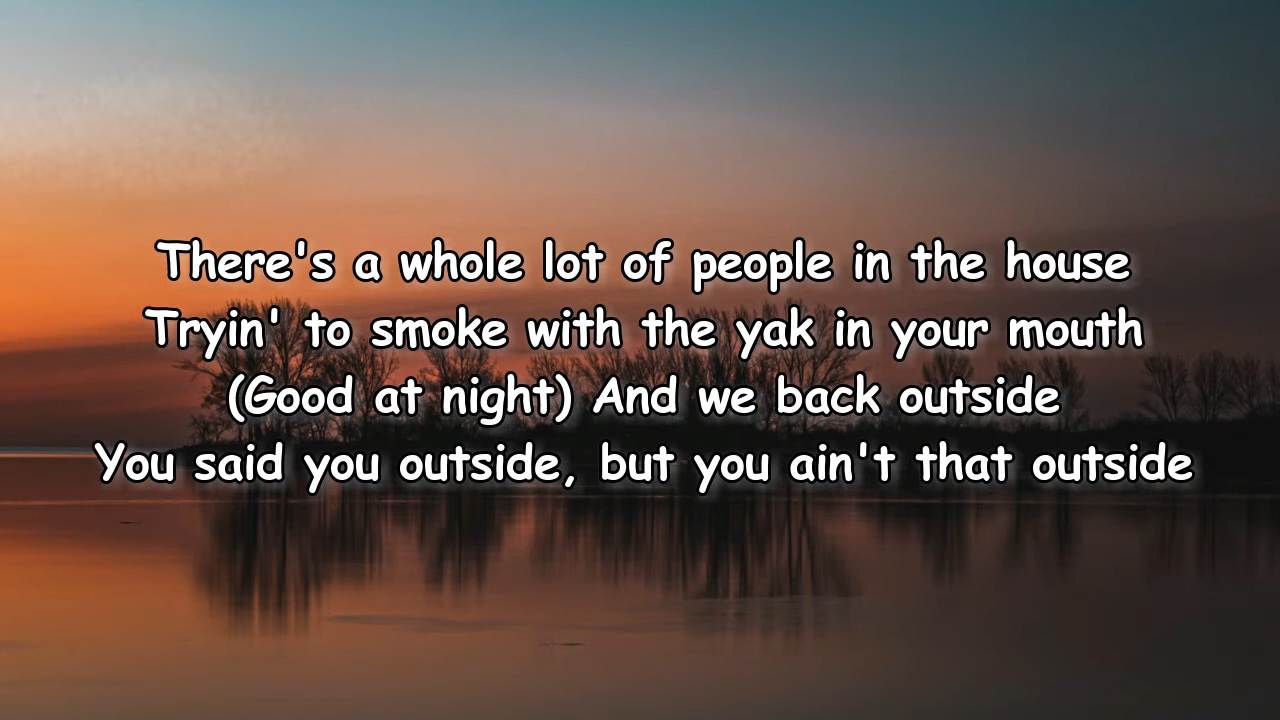 There's a whole lot of people in the house
Tryin' to smoke with the yak in your mouth
(Good at night) And we back outside
You said you outside, but you ain't that outside